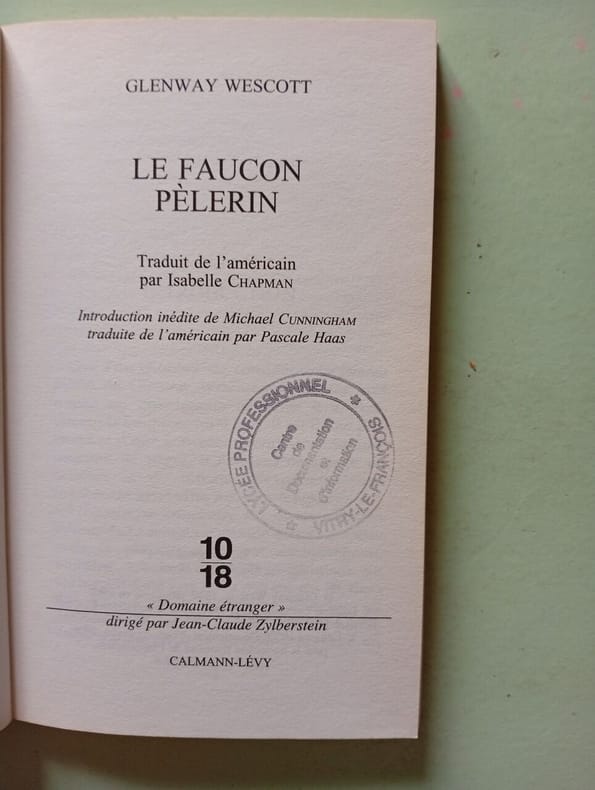 GLENWAY WESCOTT
LE FAUCON
PÈLERIN
Traduit de l'américain
par Isabelle CHAPMAN
Introduction inédite de Michael CUNNINGHAM
traduite de l'américain par Pascale Haas
LYCÉE PROFESSIONNEL
VITRY-LE-FRANÇOIS
Centre
de
Documentation
et
d'Information
10
18
« Domaine étranger »
dirigé par Jean-Claude Zylberstein
CALMANN-LÉVY